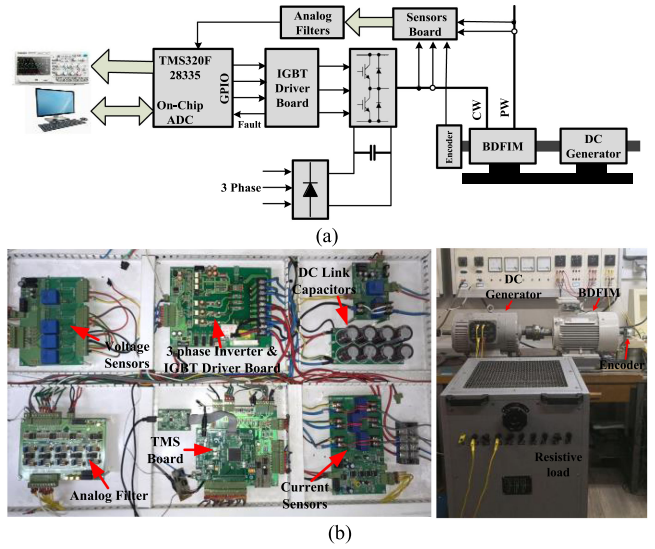 Analog
Filters
Sensors
Board
TMS320F
28335
On-Chip
ADC
GPIO
IGBT
Driver
Board
Fault
CW
PW
Encoder
BDFIM
DC
Generator
3 Phase
(a)
Voltage
Sensors
3 phase Inverter &
IGBT Driver Board
DC Link
Capacitors
DC
Generator
BDFIM
Encoder
Analog Filter
TMS
Board
Current
Sensors
Resistive
load
(b)